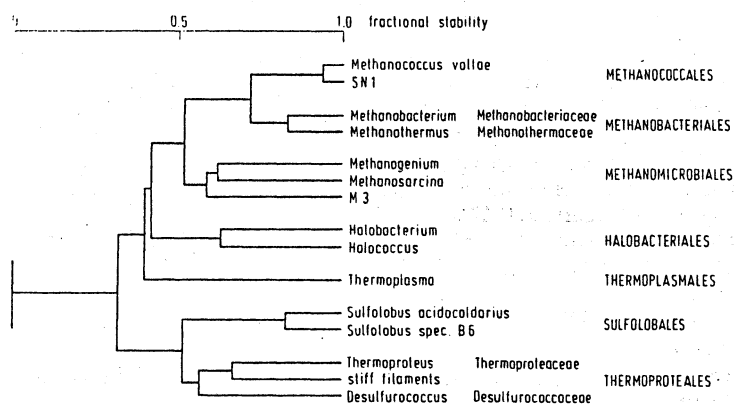 0.5 1.0 fractional stability
Methanococcus voltae
SN1
METHANOCOCCALES
Methanobacterium Methanobacteriaceae
Methanothermus Methanothermaceae
METHANOBACTERIALES
Methanogenium
Methanosarcina
M3
METHANOMICROBIALES
Halobacterium
Halococcus
HALOBACTERIALES
Thermoplasma THERMOPLASMALES
Sulfolobus acidocaldarius
Sulfolobus spec. B6
SULFOLOBALES
Thermoproteus Thermoproteaceae
stiff filaments
THERMOPROTEALES
Desulfurococcus Desulfurococcaceae